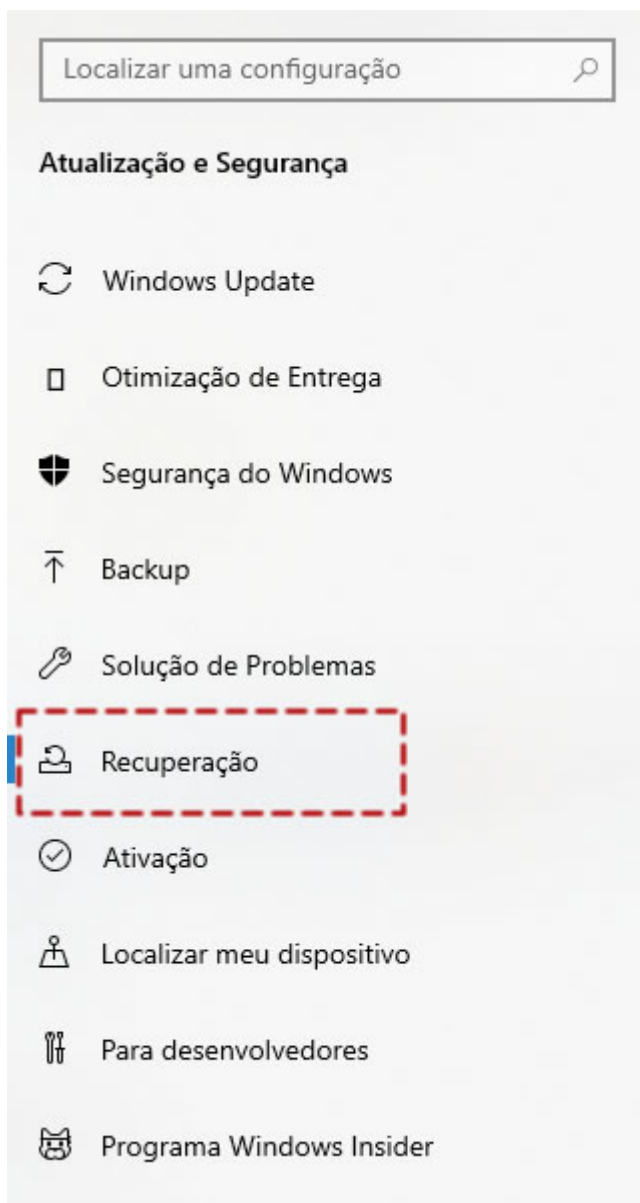 Localizar uma configuração
Atualização e Segurança
Windows Update
Otimização de Entrega
Segurança do Windows
Backup
Solução de Problemas
Recuperação
Ativação
Localizar meu dispositivo
Para desenvolvedores
Programa Windows Insider